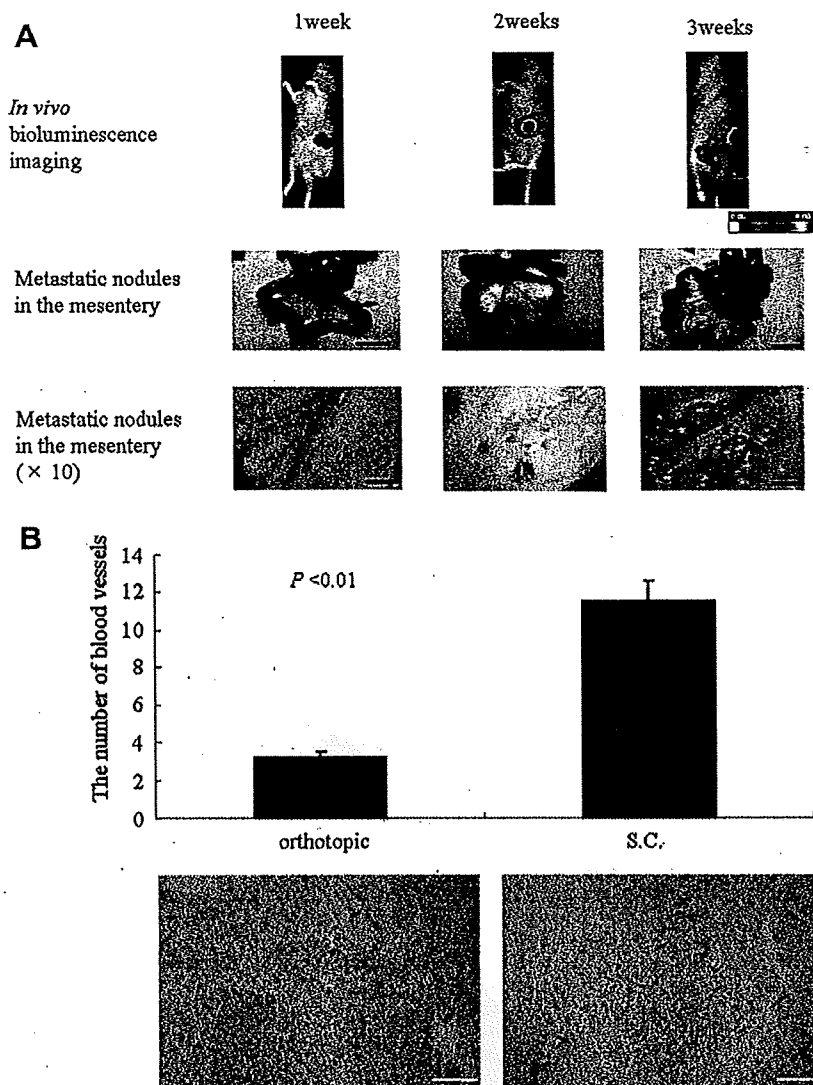 A
1week
2weeks
3weeks
In vivo
bioluminescence
imaging
Metastatic nodules
in the mesentery
Metastatic nodules
in the mesentery
(× 10)
B
The number of blood vessels
14
12
10
8
6
4
2
0
P <0.01
orthotopic
S.C.